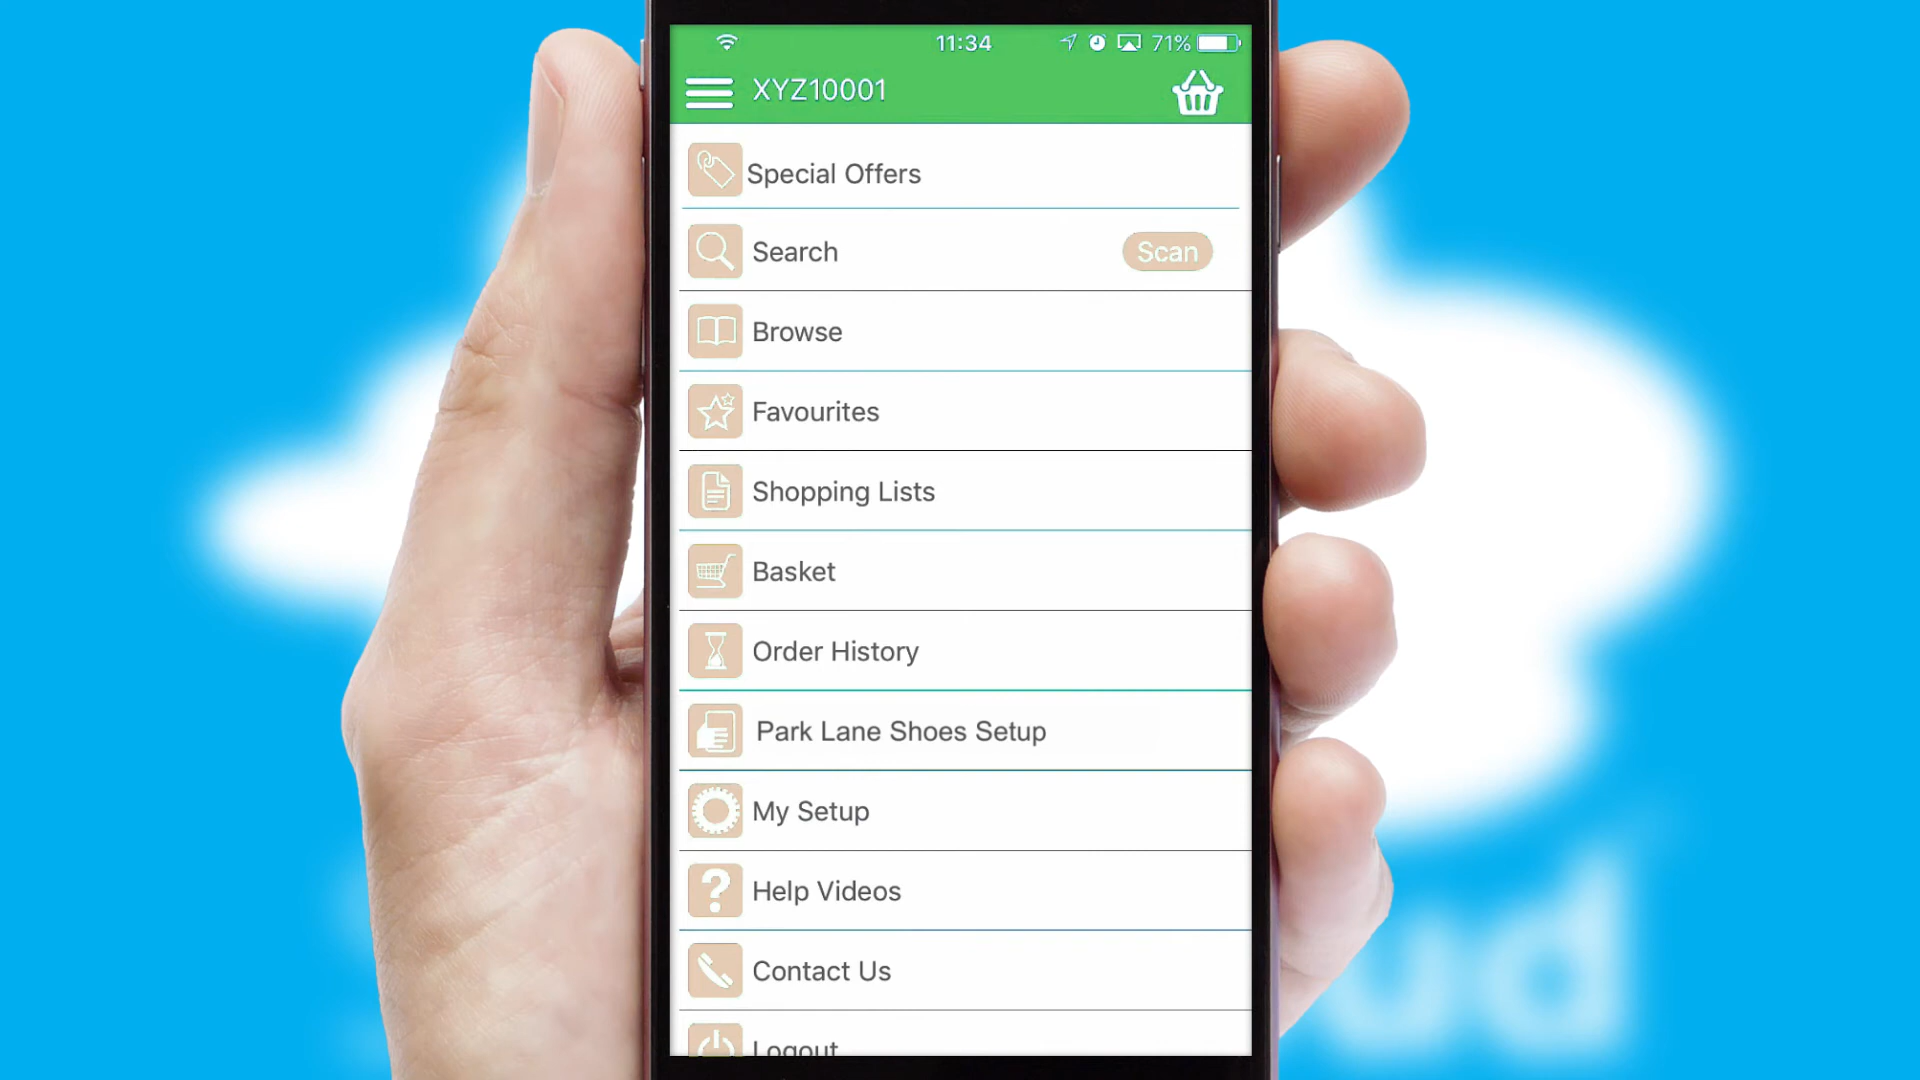 11:34 71%
XYZ10001
Special Offers
Search Scan
Browse
Favourites
Shopping Lists
Basket
Order History
Park Lane Shoes Setup
My Setup
Help Videos
Contact Us
Logout
ud